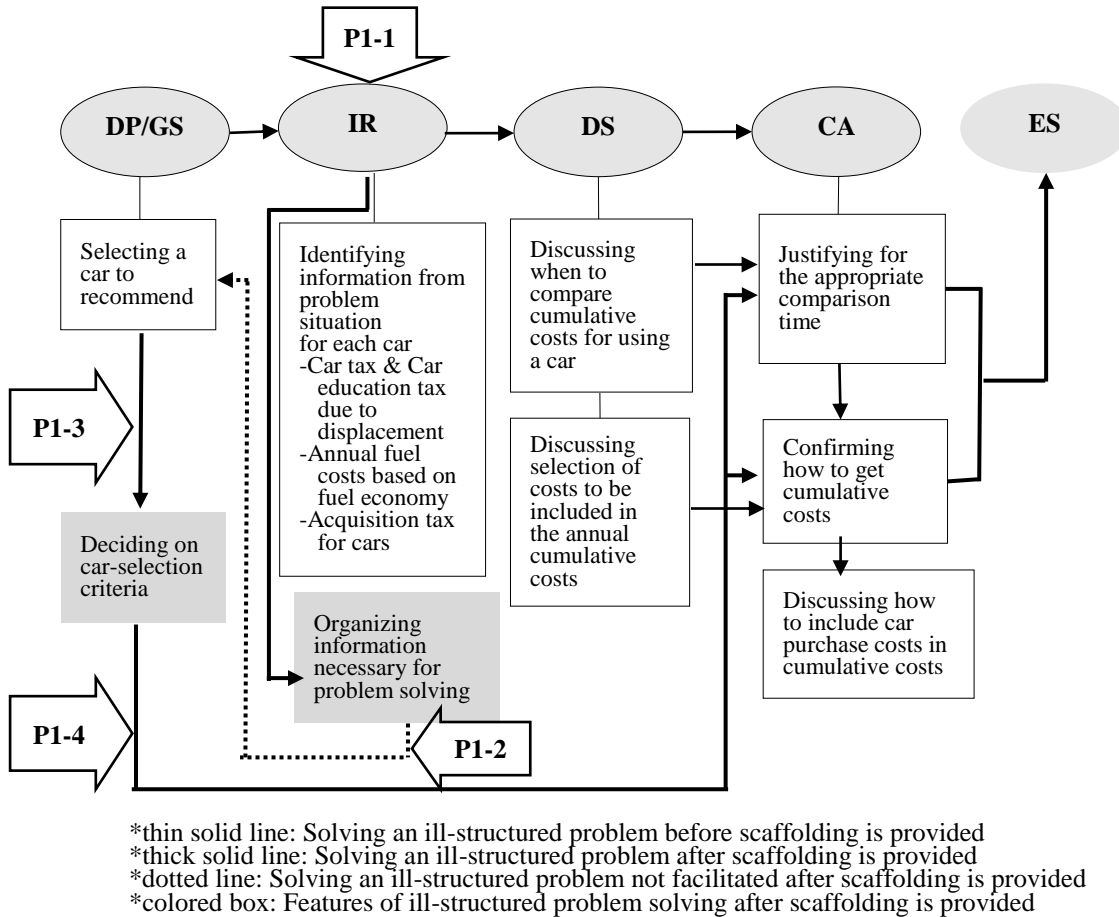 P1-1
DP/GS
IR
DS
CA
ES
Selecting a
car to
recommend
Identifying
information from
problem
situation
for each car
-Car tax & Car
education tax
due to
displacement
-Annual fuel
costs based on
fuel economy
-Acquisition tax
for cars
Discussing
when to
compare
cumulative
costs for using
a car
Justifying for
the appropriate
comparison
time
P1-3
Discussing
selection of
costs to be
included in
the annual
cumulative
costs
Confirming
how to get
cumulative
costs
Deciding on
car-selection
criteria
Organizing
information
necessary for
problem solving
Discussing how
to include car
purchase costs in
cumulative costs
P1-4
P1-2
*thin solid line: Solving an ill-structured problem before scaffolding is provided
*thick solid line: Solving an ill-structured problem after scaffolding is provided
*dotted line: Solving an ill-structured problem not facilitated after scaffolding is provided
*colored box: Features of ill-structured problem solving after scaffolding is provided